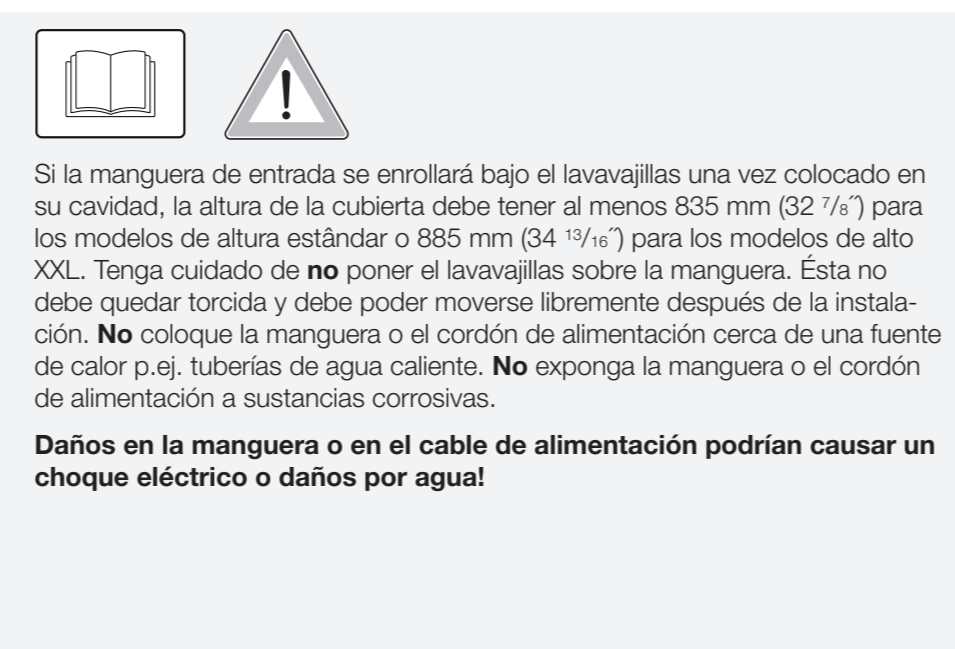 Si la manguera de entrada se enrollará bajo el lavavajillas una vez colocado en
su cavidad, la altura de la cubierta debe tener al menos 835 mm (32 ⁷/₈˝) para
los modelos de altura estândar o 885 mm (34 ¹³/₁₆˝) para los modelos de alto
XXL. Tenga cuidado de no poner el lavavajillas sobre la manguera. Ésta no
debe quedar torcida y debe poder moverse libremente después de la instala-
ción. No coloque la manguera o el cordón de alimentación cerca de una fuente
de calor p.ej. tuberías de agua caliente. No exponga la manguera o el cordón
de alimentación a sustancias corrosivas.
Daños en la manguera o en el cable de alimentación podrían causar un
choque eléctrico o daños por agua!